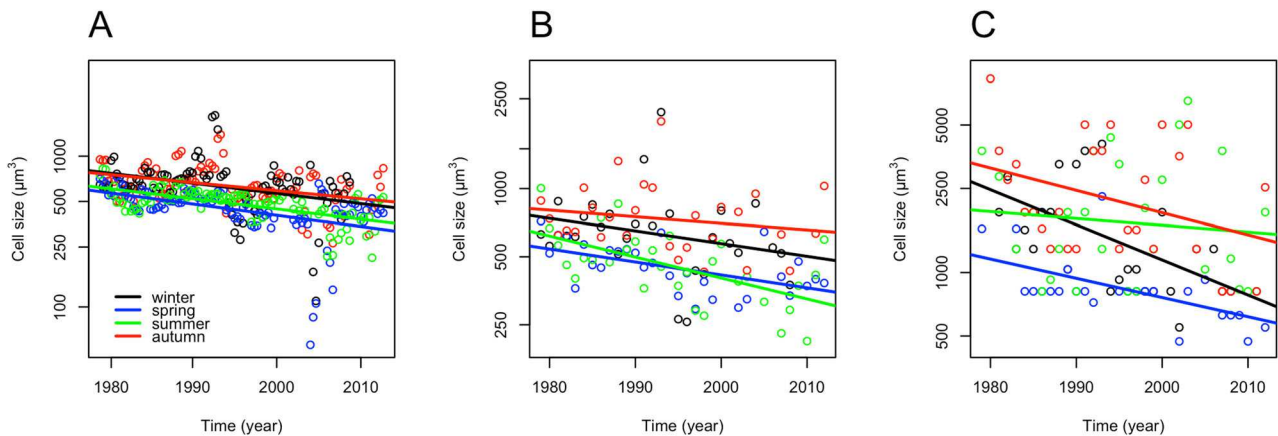 A
Cell size (µm³)
1000
500
250
100
winter
spring
summer
autumn
1980 1990 2000 2010
Time (year)
B
Cell size (µm³)
2500
1000
500
250
1980 1990 2000 2010
Time (year)
C
Cell size (µm³)
5000
2500
1000
500
1980 1990 2000 2010
Time (year)